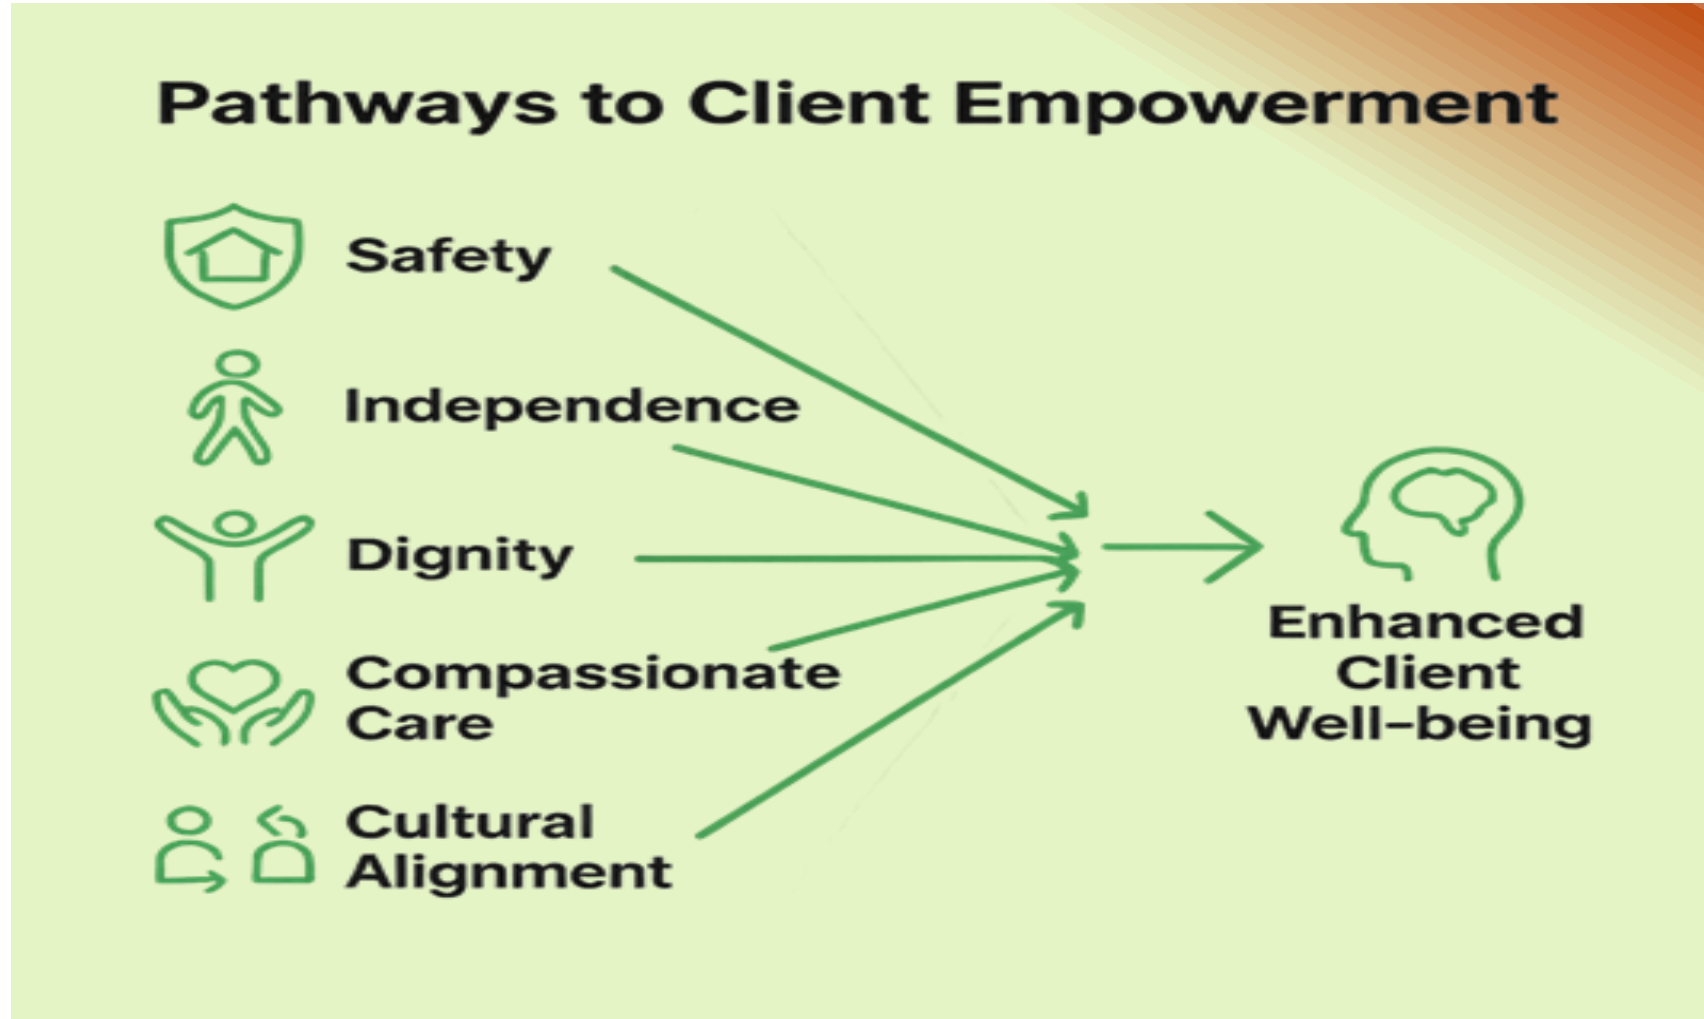 Pathways to Client Empowerment
Safety
Independence
Dignity
Compassionate
Care
Cultural
Alignment
Enhanced
Client
Well-being